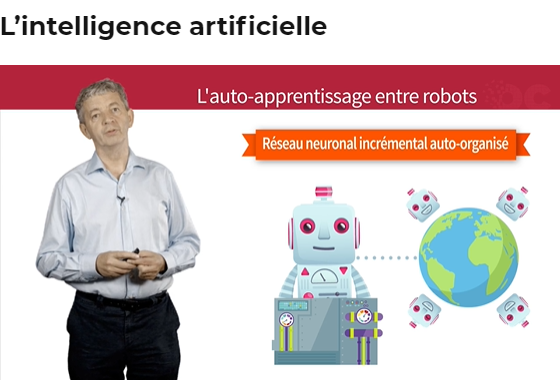 L'intelligence artificielle
L'auto-apprentissage entre robots
Réseau neuronal incrémental auto-organisé